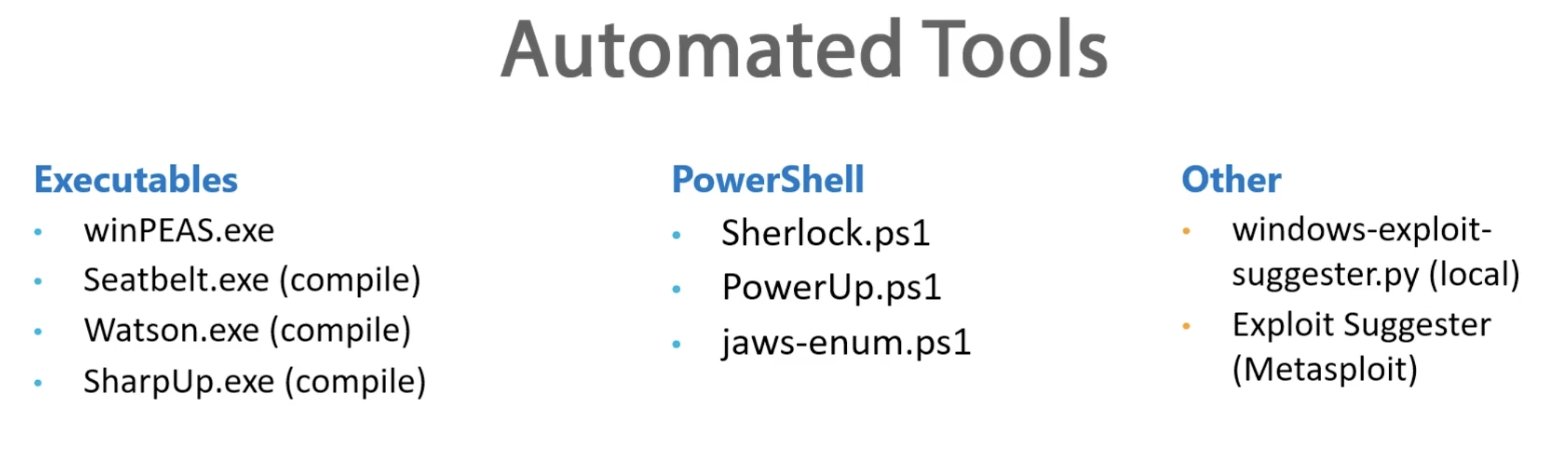 Automated Tools
Executables
• winPEAS.exe
• Seatbelt.exe (compile)
• Watson.exe (compile)
• SharpUp.exe (compile)
PowerShell
• Sherlock.ps1
• PowerUp.ps1
• jaws-enum.ps1
Other
• windows-exploit-
suggester.py (local)
• Exploit Suggester
(Metasploit)